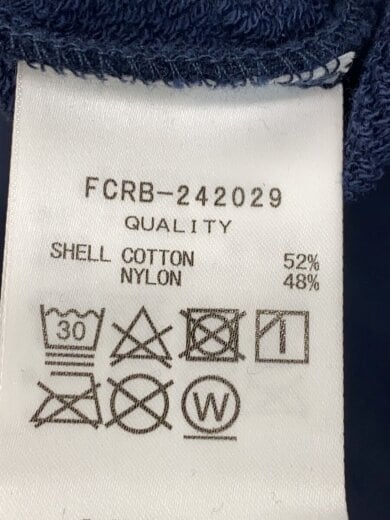 FCRB-242029
QUALITY
SHELL COTTON 52%
NYLON 48%
30
W